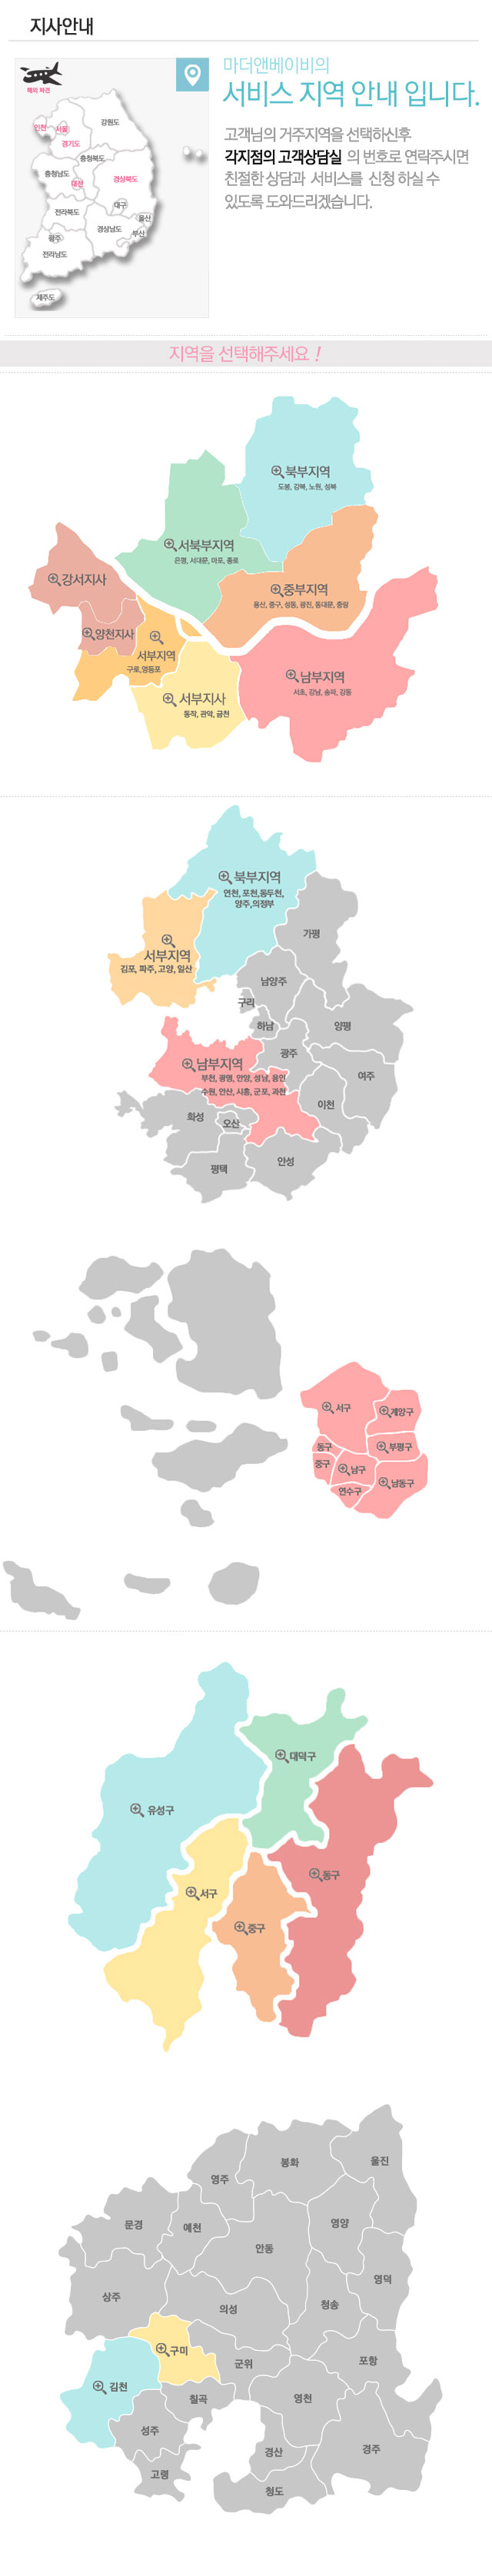 지사안내
마더앤베이비의
서비스 지역 안내 입니다.
고객님의 거주지역을 선택하신후
각지점의 고객상담실 의 번호로 연락주시면
친절한 상담과 서비스를 신청 하실 수
있도록 도와드리겠습니다.
해외 파견
강원도
인천
서울
경기도
충청북도
충청남도
대전
경상북도
전라북도
대구
울산
경상남도
부산
광주
전라남도
제주도
지역을 선택해주세요 !
북부지역
도봉, 강북, 노원, 성북
서북부지역
은평, 서대문, 마포, 종로
강서지사
중부지역
용산, 중구, 성동, 광진, 동대문, 중랑
양천지사
서부지역
구로,영등포
남부지역
서초, 강남, 송파, 강동
서부지사
동작, 관악, 금천
북부지역
연천, 포천,동두천,
양주,의정부
가평
서부지역
김포, 파주, 고양, 일산
남양주
구리
하남
양평
광주
남부지역
부천, 광명, 안양, 성남, 용인
수원, 안산, 시흥, 군포, 과천
여주
이천
화성
오산
안성
평택
서구
계양구
동구
부평구
중구
남구
남동구
연수구
대덕구
유성구
동구
서구
중구
울진
봉화
영주
영양
문경
예천
안동
영덕
상주
청송
의성
구미
포항
군위
김천
칠곡
영천
성주
경주
경산
고령
청도